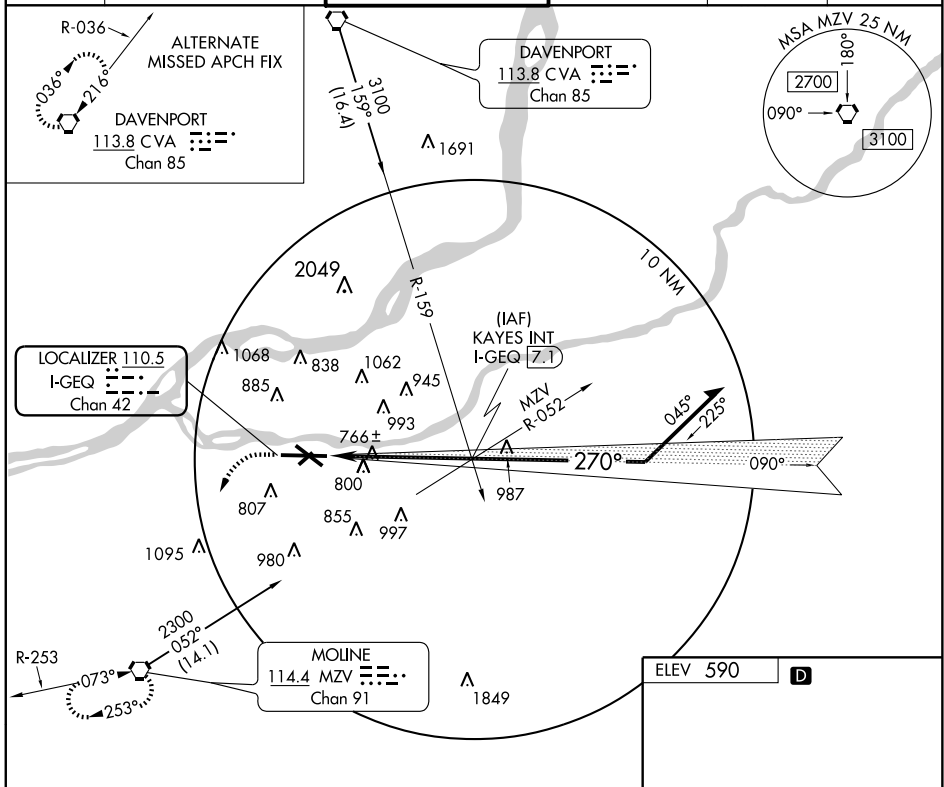 R-036
ALTERNATE
MISSED APCH FIX
036°
216°
DAVENPORT
113.8 CVA
Chan 85
3100
159°
(16.4)
DAVENPORT
113.8 CVA
Chan 85
MSA MZV 25 NM
180°
2700
090°
3100
1691
10 NM
2049
R-159
(IAF)
KAYES INT
I-GEQ 7.1
LOCALIZER 110.5
I-GEQ
Chan 42
1068
838
1062
885
945
993
MZV
R-052
045°
225°
766±
270°
090°
800
987
807
855
997
1095
980
2300
052°
(14.1)
R-253
073°
253°
MOLINE
114.4 MZV
Chan 91
1849
ELEV 590
D